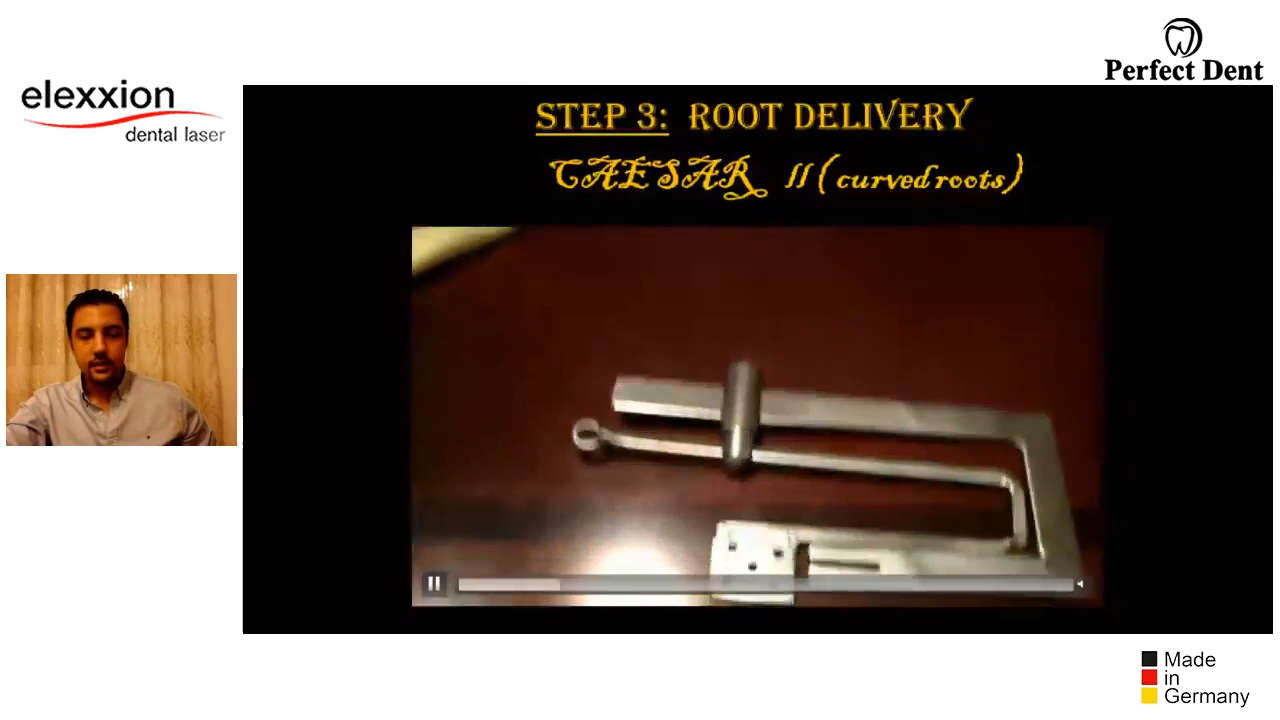 Perfect Dent
elexxion
dental laser
STEP 3: ROOT DELIVERY
CAESAR II (curved roots)
Made
in
Germany